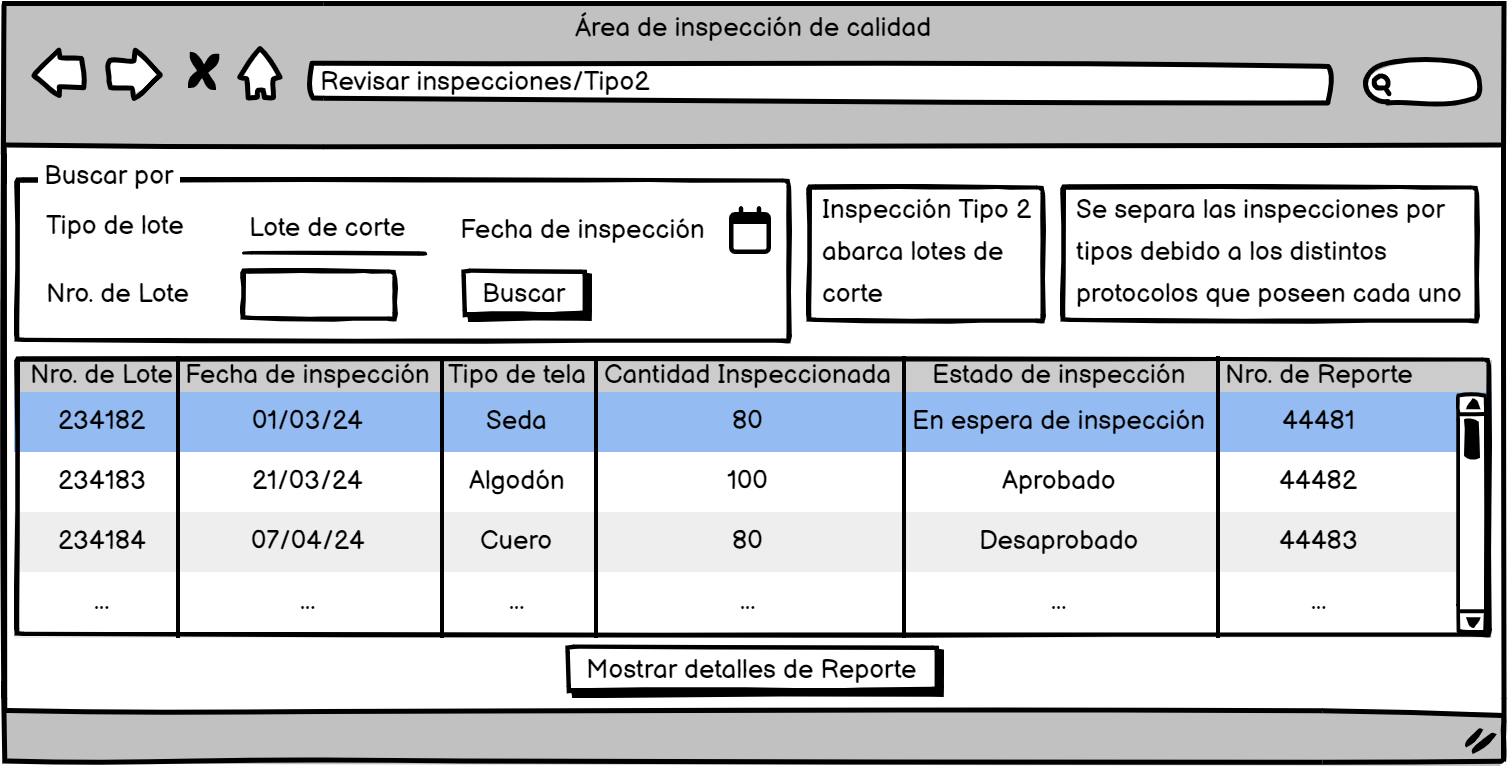 Área de inspección de calidad
Revisar inspecciones/Tipo2
Buscar por
Tipo de lote Lote de corte Fecha de inspección
Nro. de Lote Buscar
Inspección Tipo 2
abarca lotes de
corte
Se separa las inspecciones por
tipos debido a los distintos
protocolos que poseen cada uno
Nro. de Lote Fecha de inspección Tipo de tela Cantidad Inspeccionada Estado de inspección Nro. de Reporte
234182 01/03/24 Seda 80 En espera de inspección 44481
234183 21/03/24 Algodón 100 Aprobado 44482
234184 07/04/24 Cuero 80 Desaprobado 44483
... ... ... ... ... ...
Mostrar detalles de Reporte